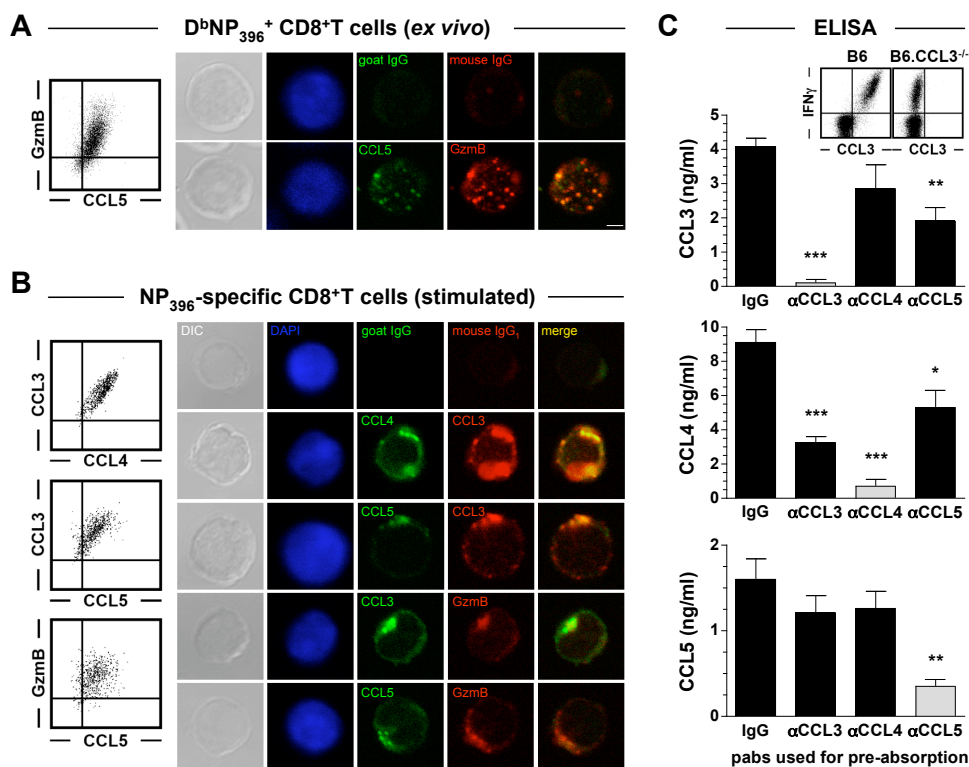 A
DᵇNP₃₉₆⁺ CD8⁺T cells (ex vivo)
GzmB
CCL5
goat IgG
mouse IgG
CCL5
GzmB
B
NP₃₉₆-specific CD8⁺T cells (stimulated)
CCL3
CCL4
CCL3
CCL5
GzmB
CCL5
DIC
DAPI
goat IgG
mouse IgG₁
merge
CCL4
CCL3
CCL5
CCL3
CCL3
GzmB
CCL5
GzmB
C
ELISA
B6
B6.CCL3⁻/⁻
IFNγ
CCL3
CCL3
CCL3 (ng/ml)
5
4
3
2
1
0
***
**
IgG
αCCL3
αCCL4
αCCL5
CCL4 (ng/ml)
10
8
6
4
2
0
***
***
*
IgG
αCCL3
αCCL4
αCCL5
CCL5 (ng/ml)
2
1.5
1
0.5
0
**
IgG
αCCL3
αCCL4
αCCL5
pabs used for pre-absorption